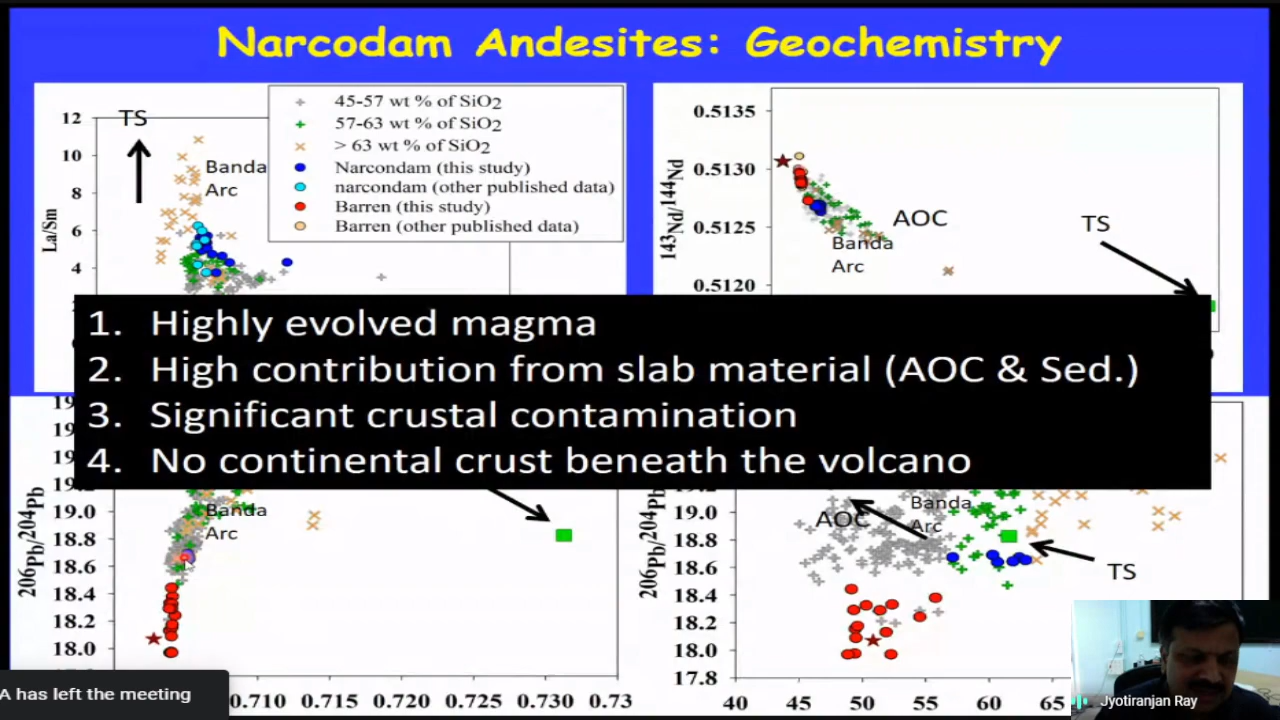 Narcodam Andesites: Geochemistry
TS
12
10
8
6
4
La/Sm
Banda
Arc
45-57 wt % of SiO2
57-63 wt % of SiO2
> 63 wt % of SiO2
Narcondam (this study)
narcondam (other published data)
Barren (this study)
Barren (other published data)
0.5135
0.5130
0.5125
0.5120
143Nd/144Nd
AOC
Banda
Arc
TS
1. Highly evolved magma
2. High contribution from slab material (AOC & Sed.)
3. Significant crustal contamination
4. No continental crust beneath the volcano
19.0
18.8
18.6
18.4
18.2
18.0
206Pb/204Pb
Banda
Arc
0.710 0.715 0.720 0.725 0.730 0.73
19.0
18.8
18.6
18.4
18.2
18.0
17.8
206Pb/204Pb
AOC
Banda
Arc
TS
40 45 50 55 60 65
A has left the meeting
Jyotiranjan Ray